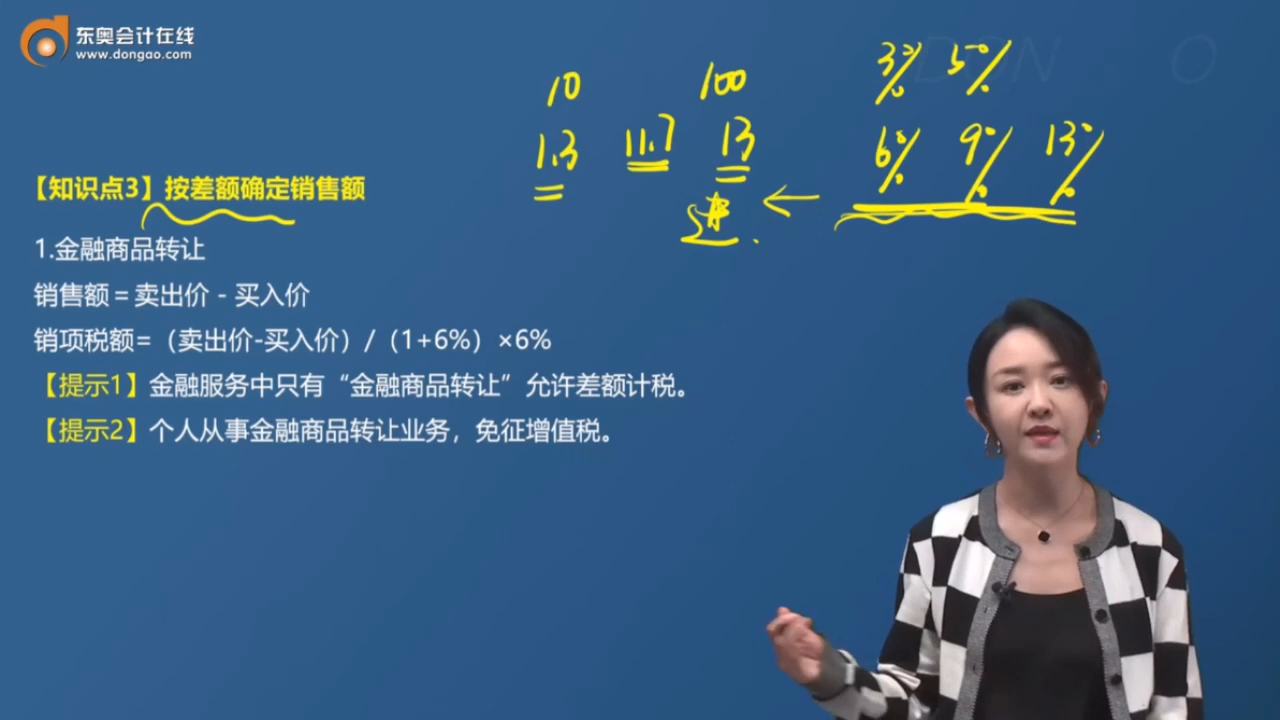 东奥会计在线
www.dongao.com
3% 5%
10 100
1.3 11.7 13 6% 9% 13%
进
【知识点3】按差额确定销售额
1.金融商品转让
销售额=卖出价-买入价
销项税额=（卖出价-买入价）/（1+6%）×6%
【提示1】金融服务中只有“金融商品转让”允许差额计税。
【提示2】个人从事金融商品转让业务，免征增值税。